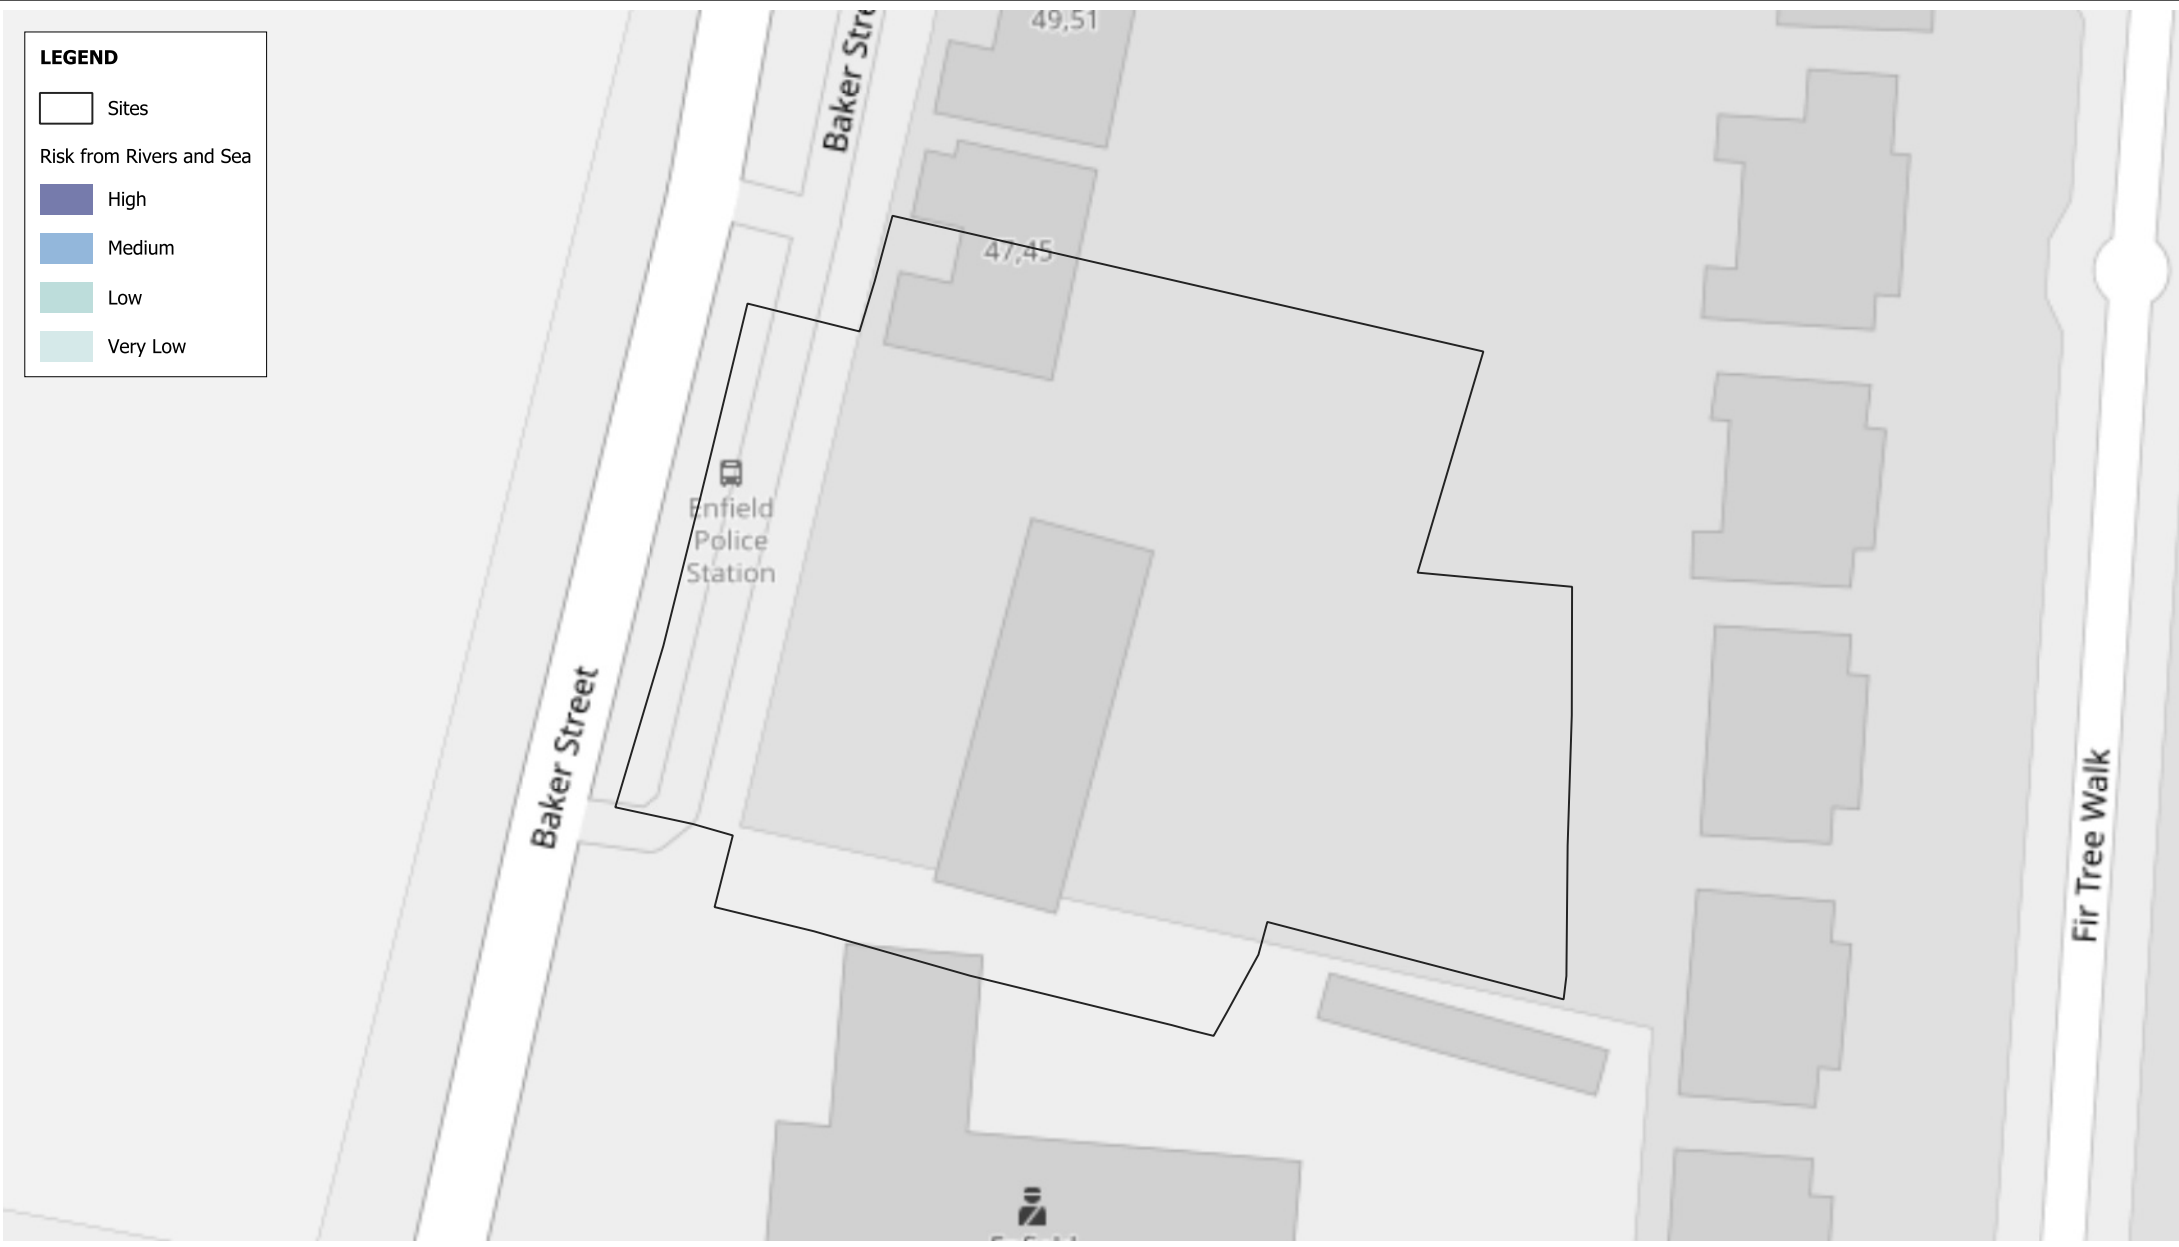 LEGEND
Sites
Risk from Rivers and Sea
High
Medium
Low
Very Low
49,51
Baker Stre
47,45
Enfield
Police
Station
Baker Street
Fir Tree Walk